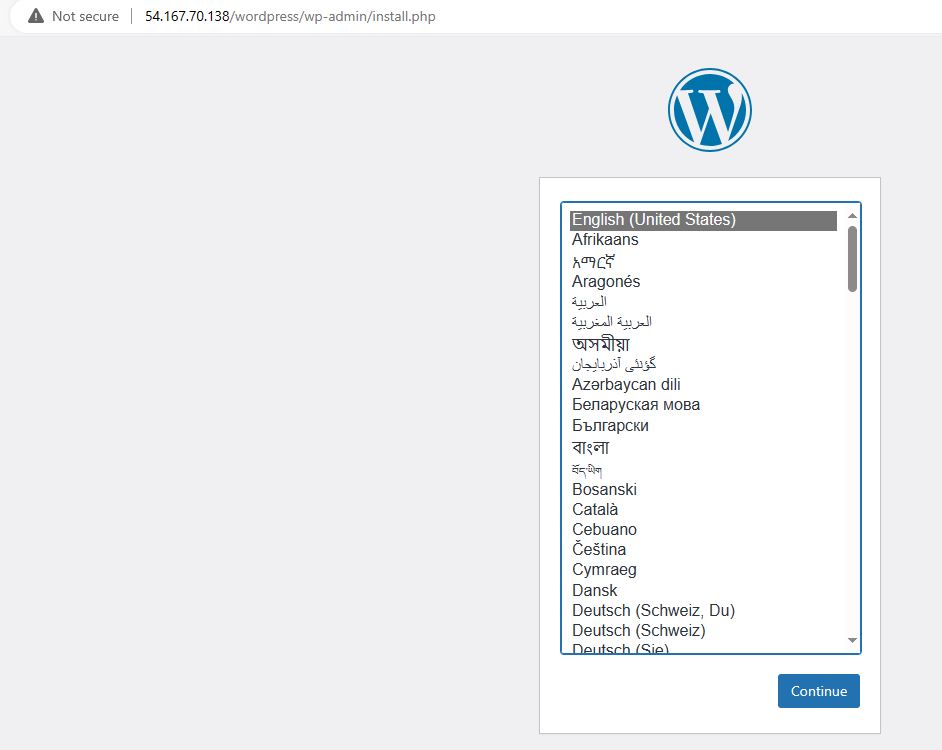 Not secure 54.167.70.138/wordpress/wp-admin/install.php
W
English (United States)
Afrikaans
አማርኛ
Aragonés
العربية
العربية المغربية
অসমীয়া
گؤنئی آذربایجان
Azərbaycan dili
Беларуская мова
Български
বাংলা
བོད་ཡིག
Bosanski
Català
Cebuano
Čeština
Cymraeg
Dansk
Deutsch (Schweiz, Du)
Deutsch (Schweiz)
Deutsch (Sie)
Continue